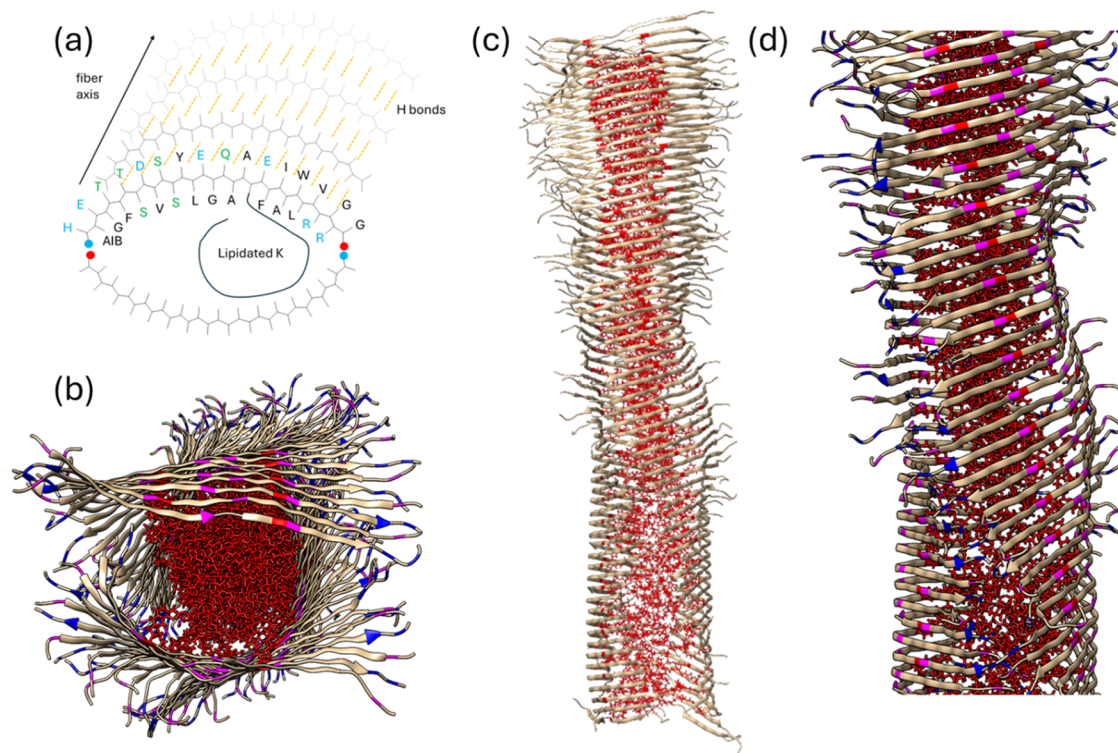 (a)
fiber
axis
H bonds
H E T T D S Y E Q A E I W V G G
AIB G F S V S L G A F A L R R
Lipidated K
(b)
(c)
(d)